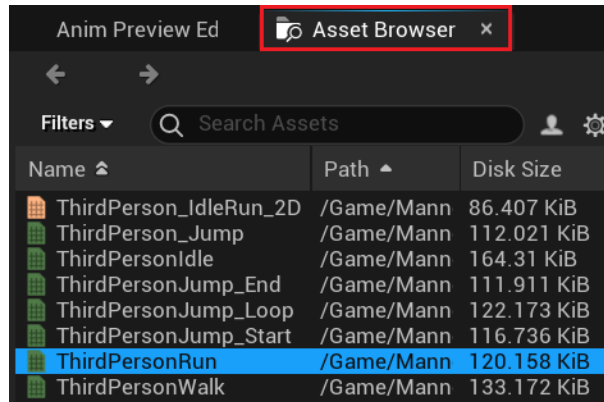 Anim Preview Ed Asset Browser ×
Filters Search Assets
Name Path Disk Size
ThirdPerson_IdleRun_2D /Game/Mann 86.407 KiB
ThirdPerson_Jump /Game/Mann 112.021 KiB
ThirdPersonIdle /Game/Mann 164.31 KiB
ThirdPersonJump_End /Game/Mann 111.911 KiB
ThirdPersonJump_Loop /Game/Mann 122.173 KiB
ThirdPersonJump_Start /Game/Mann 116.736 KiB
ThirdPersonRun /Game/Mann 120.158 KiB
ThirdPersonWalk /Game/Mann 133.172 KiB